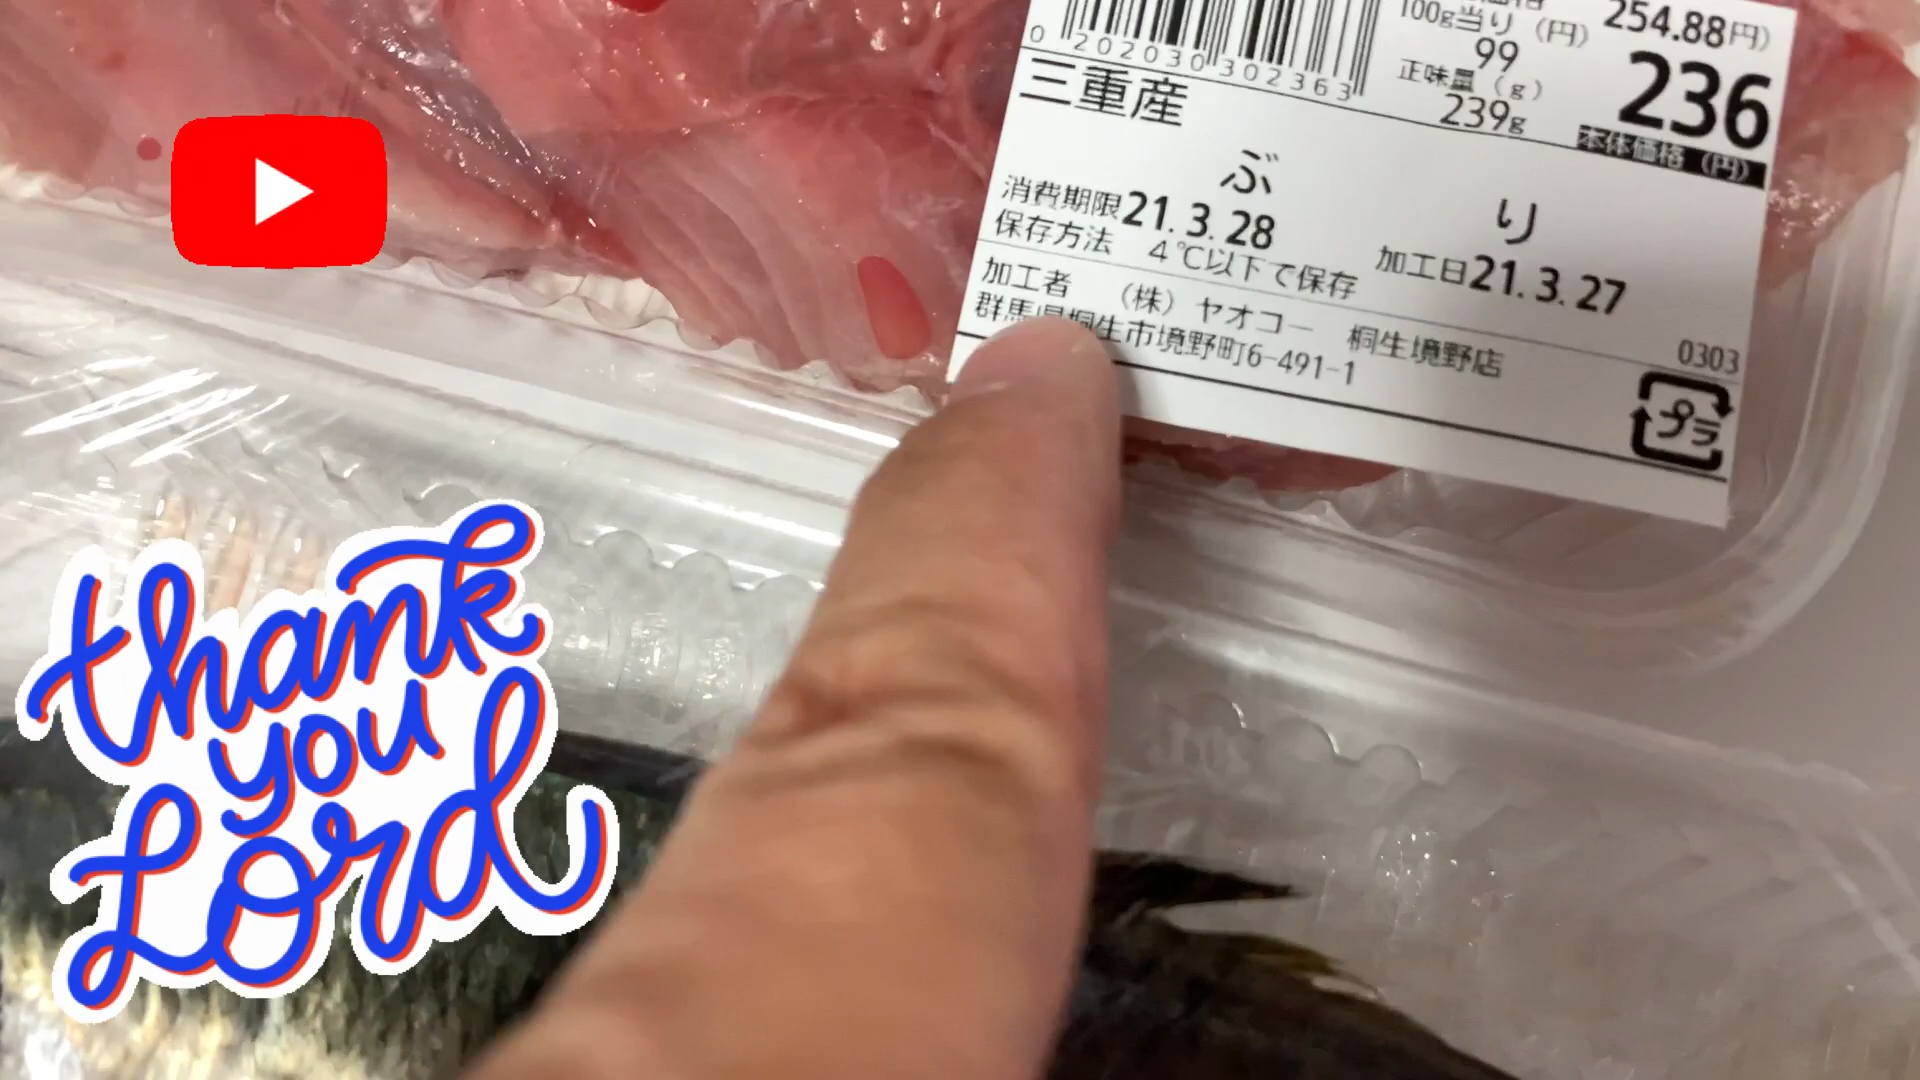 254.88円)
100g当り (円)
99
236
正味量 (g)
239g
本体価格 (円)
0 202030 302363
三重産
ぶり
消費期限 21.3.28
加工日 21.3.27
保存方法 4℃以下で保存
加工者 (株) ヤオコー 桐生境野店
群馬県桐生市境野町6-491-1
0303
プラ
thank
you
Lord